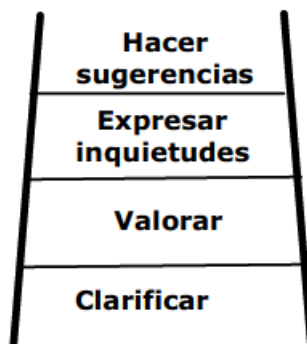 Hacer
sugerencias
Expresar
inquietudes
Valorar
Clarificar